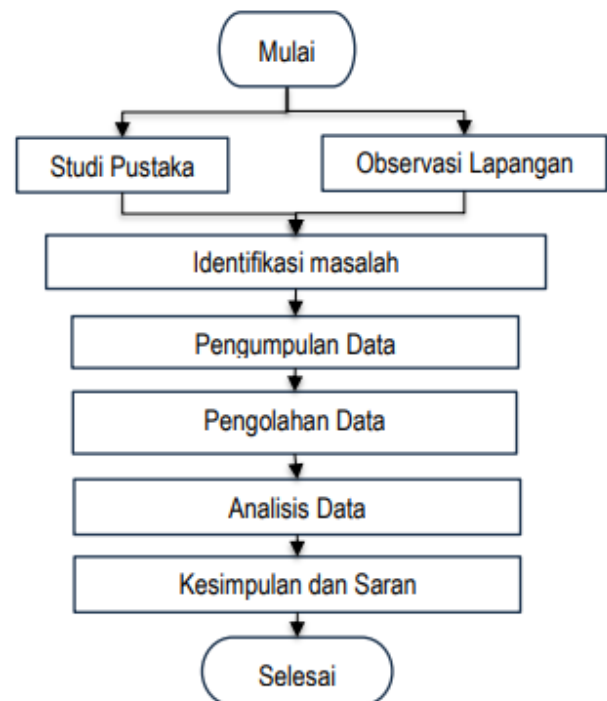 Mulai
Studi Pustaka
Observasi Lapangan
Identifikasi masalah
Pengumpulan Data
Pengolahan Data
Analisis Data
Kesimpulan dan Saran
Selesai